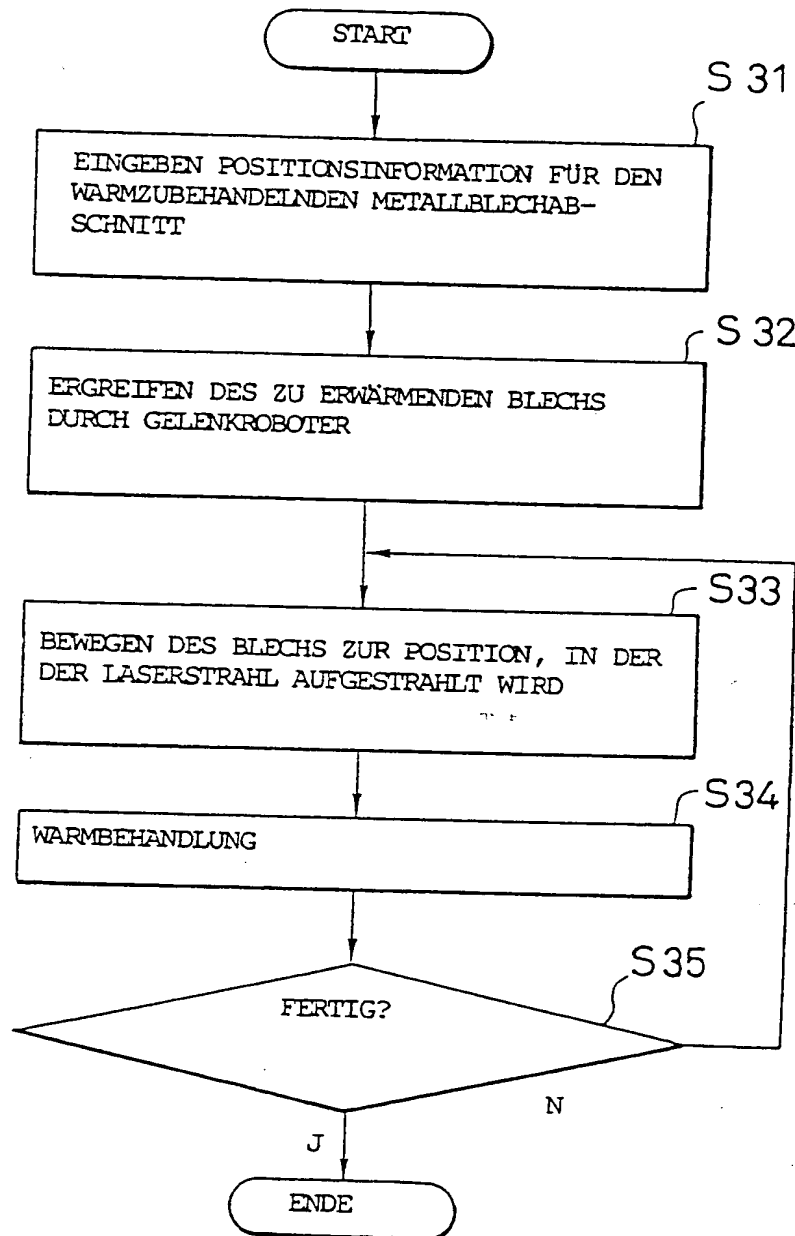 START
S 31
EINGEBEN POSITIONSINFORMATION FÜR DEN
WARMZUBEHANDELNDEN METALLBLECHAB-
SCHNITT
S 32
ERGREIFEN DES ZU ERWÄRMENDEN BLECHS
DURCH GELENKROBOTER
S33
BEWEGEN DES BLECHS ZUR POSITION, IN DER
DER LASERSTRAHL AUFGESTRAHLT WIRD
S34
WARMBEHANDLUNG
S35
FERTIG?
N
J
ENDE